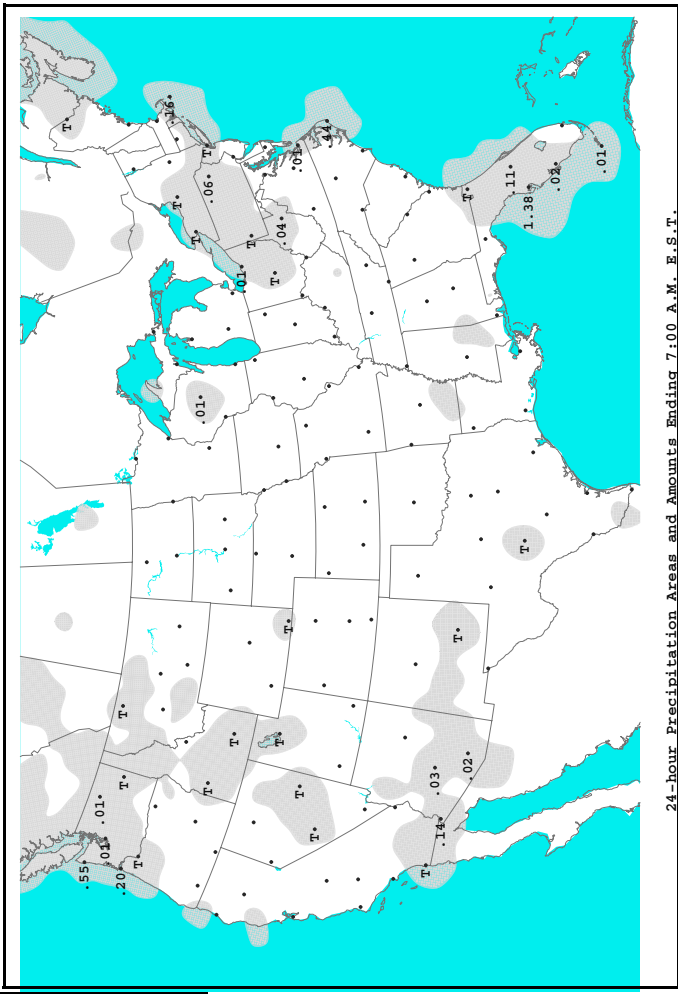 T
.55
.01
.01
.20
T
T
T
.16
T
T
.01
T
T
.06
T
.01
T
T
T
.04
T
.01
T
T
.44
T
.03
.14
T
T
.02
.11
T
1.38
.02
.01
24-hour Precipitation Areas and Amounts Ending 7:00 A.M. E.S.T.